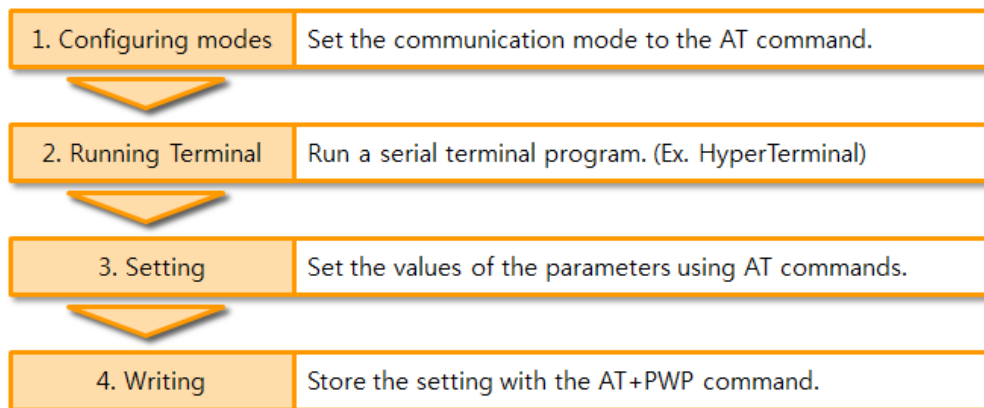 1. Configuring modes Set the communication mode to the AT command.
2. Running Terminal Run a serial terminal program. (Ex. HyperTerminal)
3. Setting Set the values of the parameters using AT commands.
4. Writing Store the setting with the AT+PWP command.